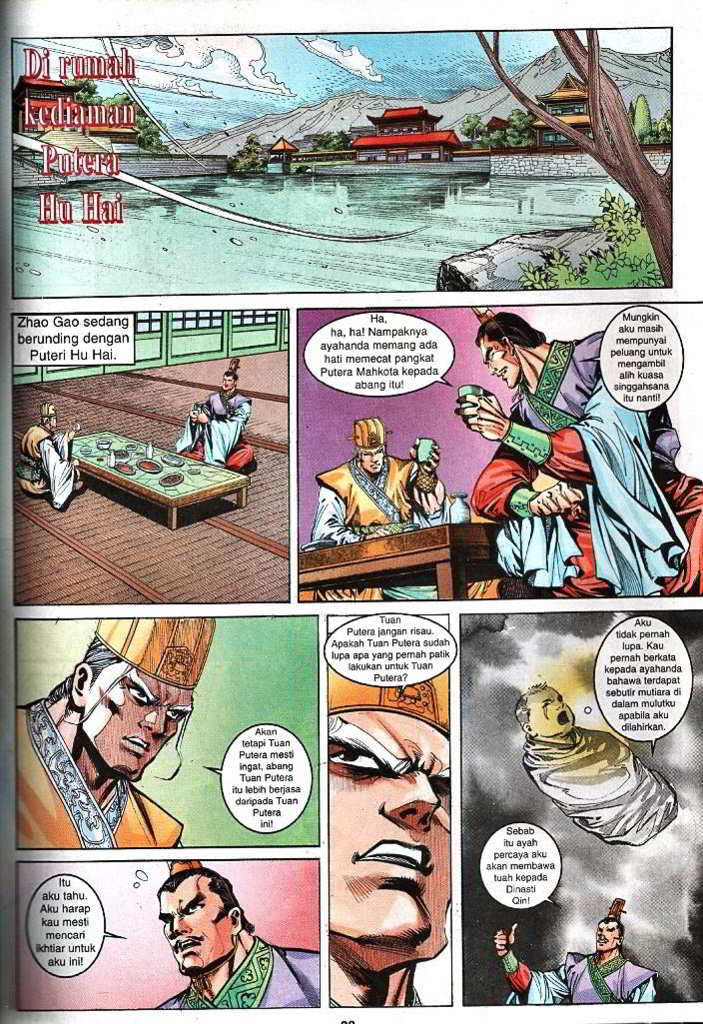 Di rumah
kediaman
Putera
Hu Hai
Zhao Gao sedang
berunding dengan
Puteri Hu Hai.
Ha,
ha, ha! Nampaknya
ayahanda memang ada
hati memecat pangkat
Putera Mahkota kepada
abang itu!
Mungkin
aku masih
mempunyai
peluang untuk
mengambil
alih kuasa
singgahsana
itu nanti!
Akan
tetapi Tuan
Putera mesti
ingat, abang
Tuan Putera
itu lebih berjasa
daripada Tuan
Putera
ini!
Itu
aku tahu.
Aku harap
kau mesti
mencari
ikhtiar untuk
aku ini!
Tuan
Putera jangan risau.
Apakah Tuan Putera sudah
lupa apa yang pernah patik
lakukan untuk Tuan
Putera?
Aku
tidak pernah
lupa. Kau
pernah berkata
kepada ayahanda
bahawa terdapat
sebutir mutiara di
dalam mulutku
apabila aku
dilahirkan.
Sebab
itu ayah
percaya aku
akan membawa
tuah kepada
Dinasti
Qin!